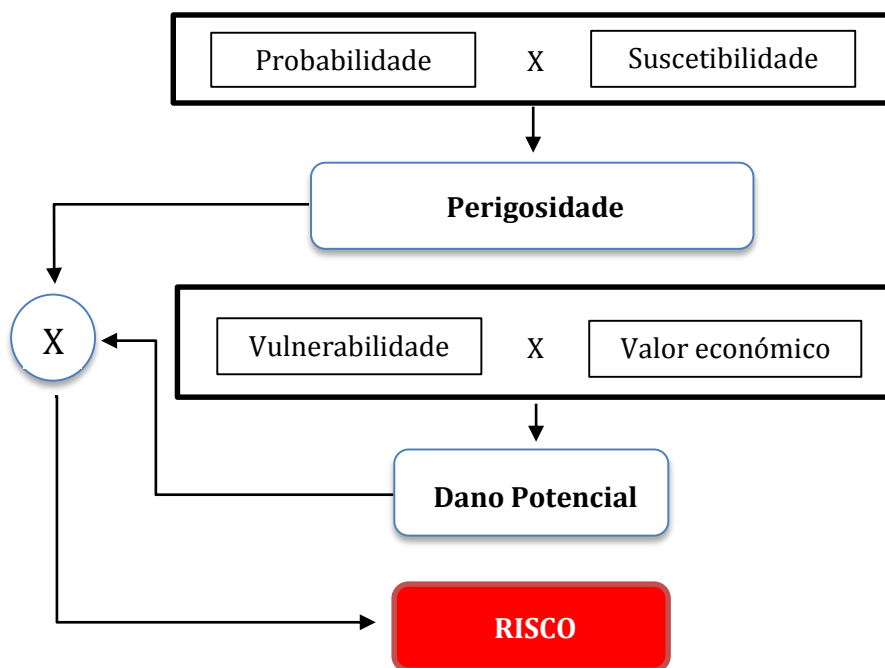 Probabilidade X Suscetibilidade
Perigosidade
X
Vulnerabilidade X Valor económico
Dano Potencial
RISCO